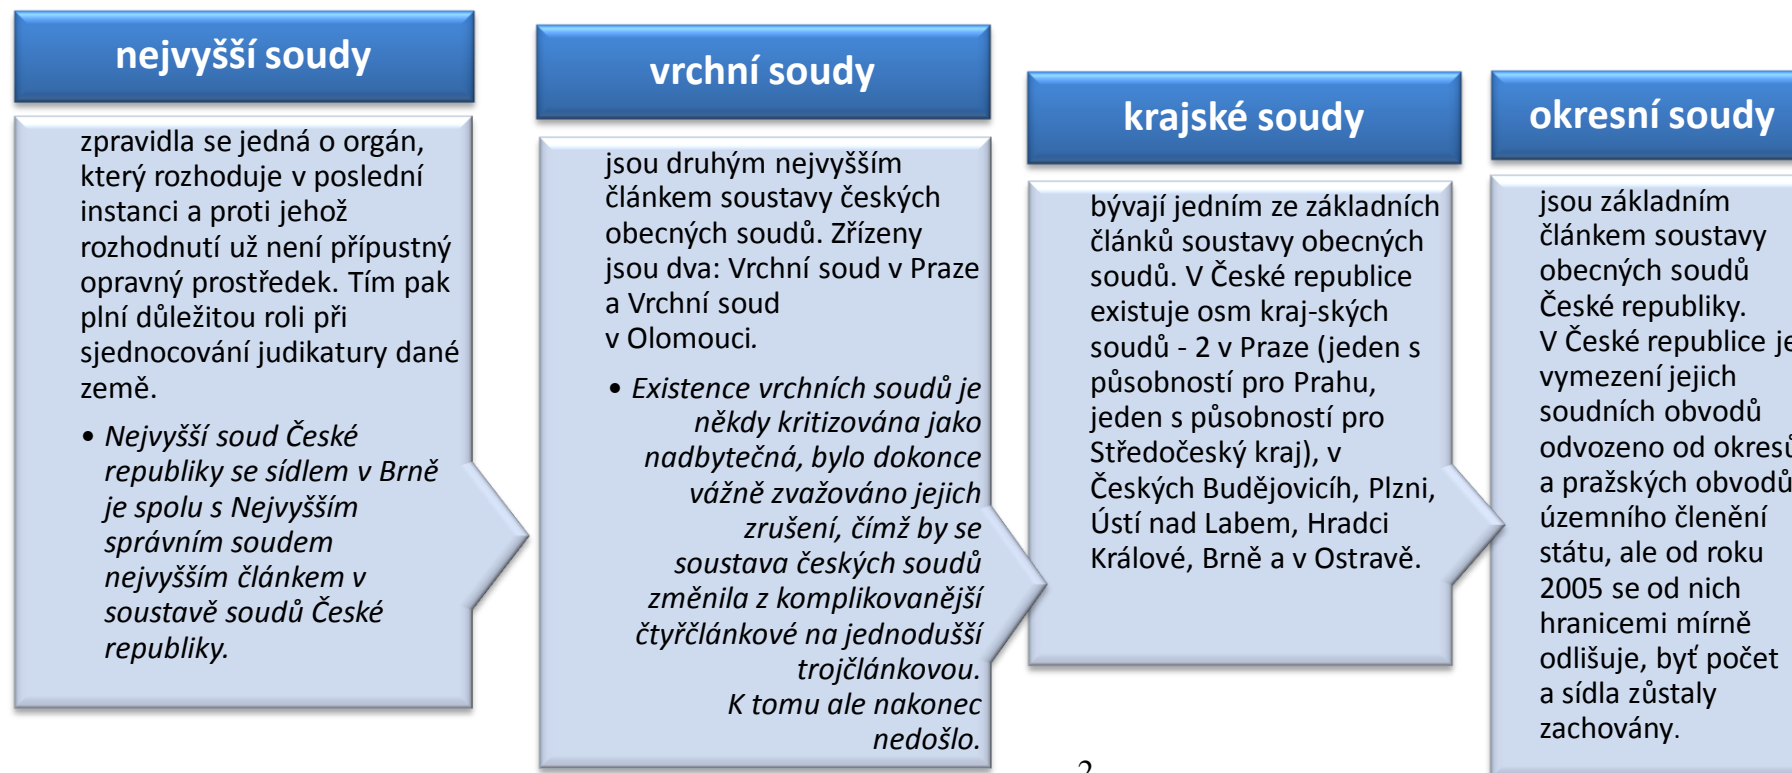 nejvyšší soudy
zpravidla se jedná o orgán,
který rozhoduje v poslední
instanci a proti jehož
rozhodnutí už není přípustný
opravný prostředek. Tím pak
plní důležitou roli při
sjednocování judikatury dané
země.
• Nejvyšší soud České
republiky se sídlem v Brně
je spolu s Nejvyšším
správním soudem
nejvyšším článkem v
soustavě soudů České
republiky.
vrchní soudy
jsou druhým nejvyšším
článkem soustavy českých
obecných soudů. Zřízeny
jsou dva: Vrchní soud v Praze
a Vrchní soud
v Olomouci.
• Existence vrchních soudů je
někdy kritizována jako
nadbytečná, bylo dokonce
vážně zvažováno jejich
zrušení, čímž by se
soustava českých soudů
změnila z komplikovanější
čtyřčlánkové na jednodušší
trojčlánkovou.
K tomu ale nakonec
nedošlo.
krajské soudy
bývají jedním ze základních
článků soustavy obecných
soudů. V České republice
existuje osm kraj-ských
soudů - 2 v Praze (jeden s
působností pro Prahu,
jeden s působností pro
Středočeský kraj), v
Českých Budějovicíh, Plzni,
Ústí nad Labem, Hradci
Králové, Brně a v Ostravě.
okresní soudy
jsou základním
článkem soustavy
obecných soudů
České republiky.
V České republice je
vymezení jejich
soudních obvodů
odvozeno od okresů
a pražských obvodů
územního členění
státu, ale od roku
2005 se od nich
hranicemi mírně
odlišuje, byť počet
a sídla zůstaly
zachovány.
2